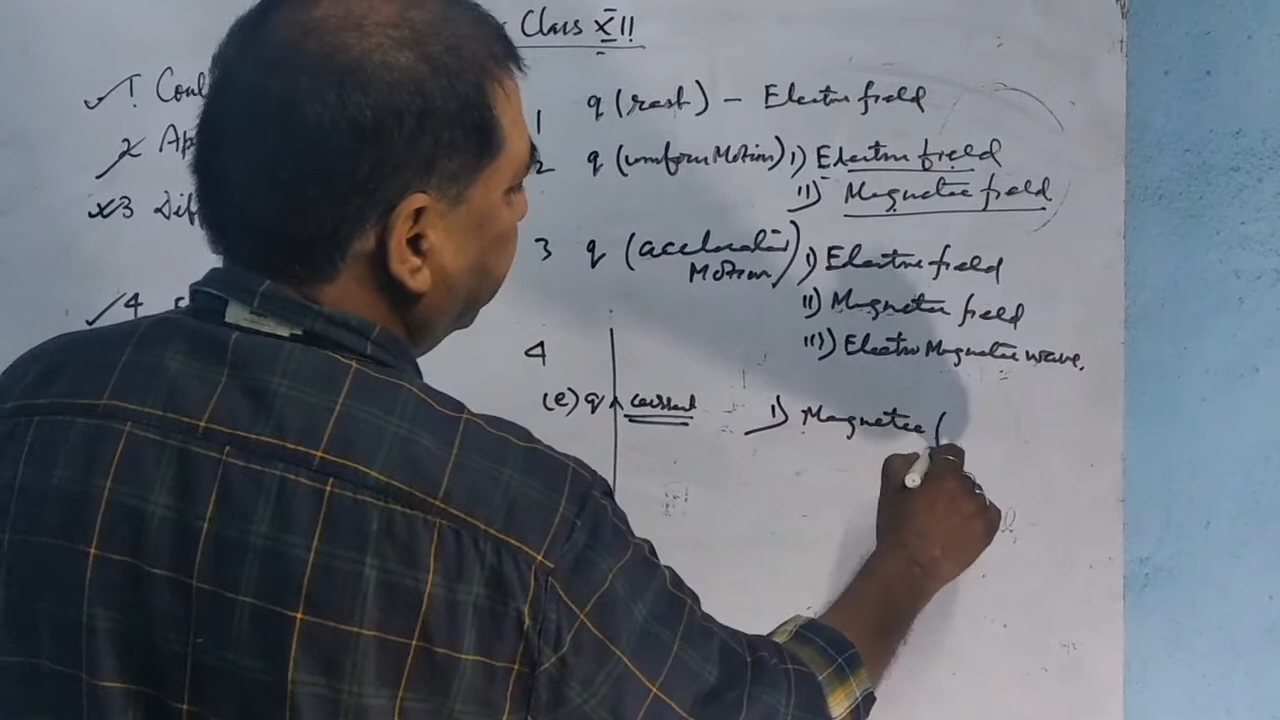 Class XII
1. Coul
2 Ap
3 Dif
4
1 q (rest) - Electric field
2 q (uniform Motion) i) Electric field
ii) Magnetic field
3 q (acceleration Motion) i) Electric field
ii) Magnetic field
iii) Electro Magnetic wave.
4
(e) q current i) Magnetic (